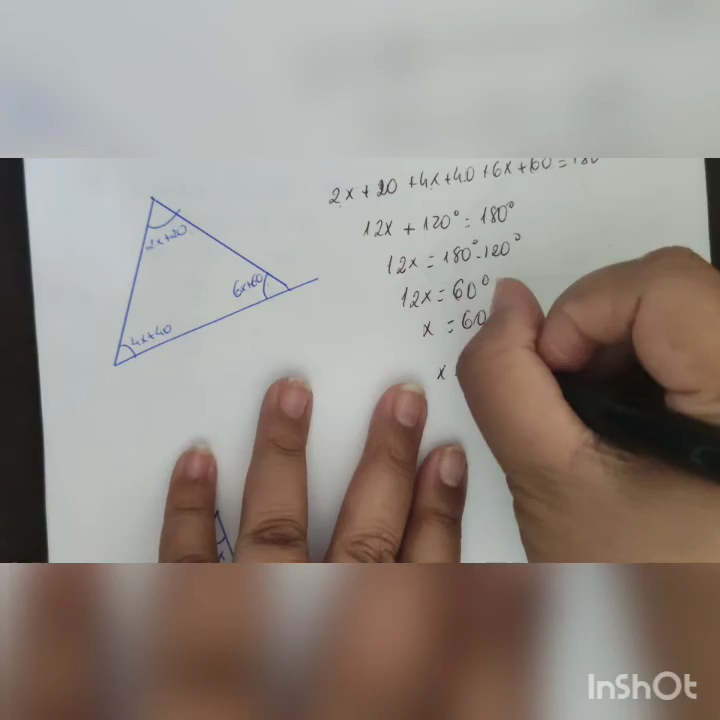 2x + 20 + 4x + 40 + 6x + 60 = 180
12x + 120° = 180°
2x+20
12x = 180° - 120°
6x+60
12x = 60°
4x+40
x = 60
x
InShOt